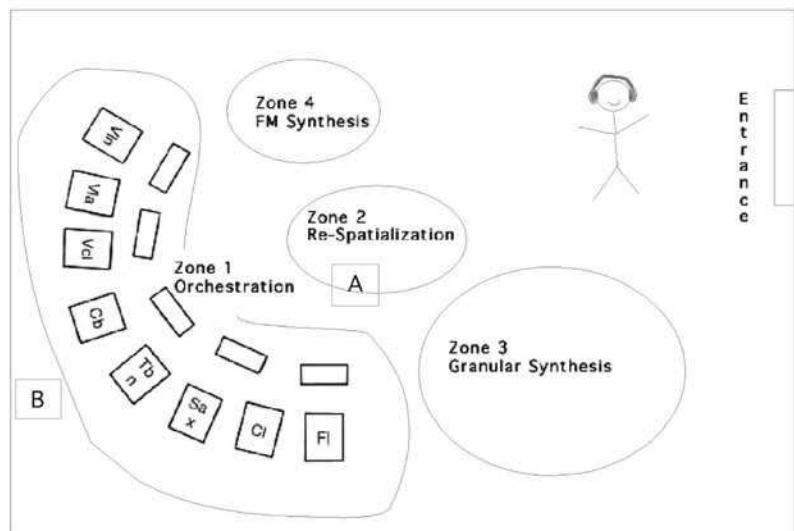 Zone 4
FM Synthesis
Entrance
Vln
Vla
Vcl
Zone 2
Re-Spatialization
Zone 1
Orchestration
A
Cb
Zone 3
Granular Synthesis
Tb
n
B
Sa
x
Cl
Fl